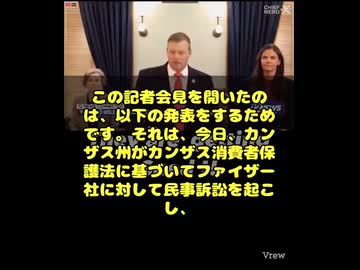 CHIEF NERD
この記者会見を開いたの
は、以下の発表をするため
です。それは、今日、カン
ザス州がカンザス消費者保
護法に基づいてファイザー
社に対して民事訴訟を起こ
し、
Vrew